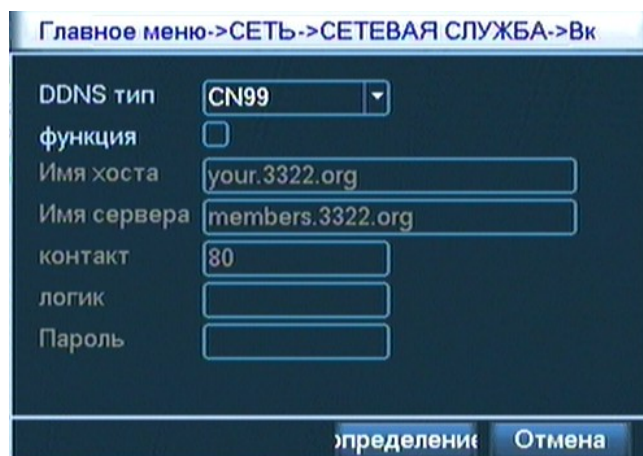 Главное меню->СЕТЬ->СЕТЕВАЯ СЛУЖБА->Вк
DDNS тип CN99
функция
Имя хоста your.3322.org
Имя сервера members.3322.org
контакт 80
логик
Пароль
определение Отмена